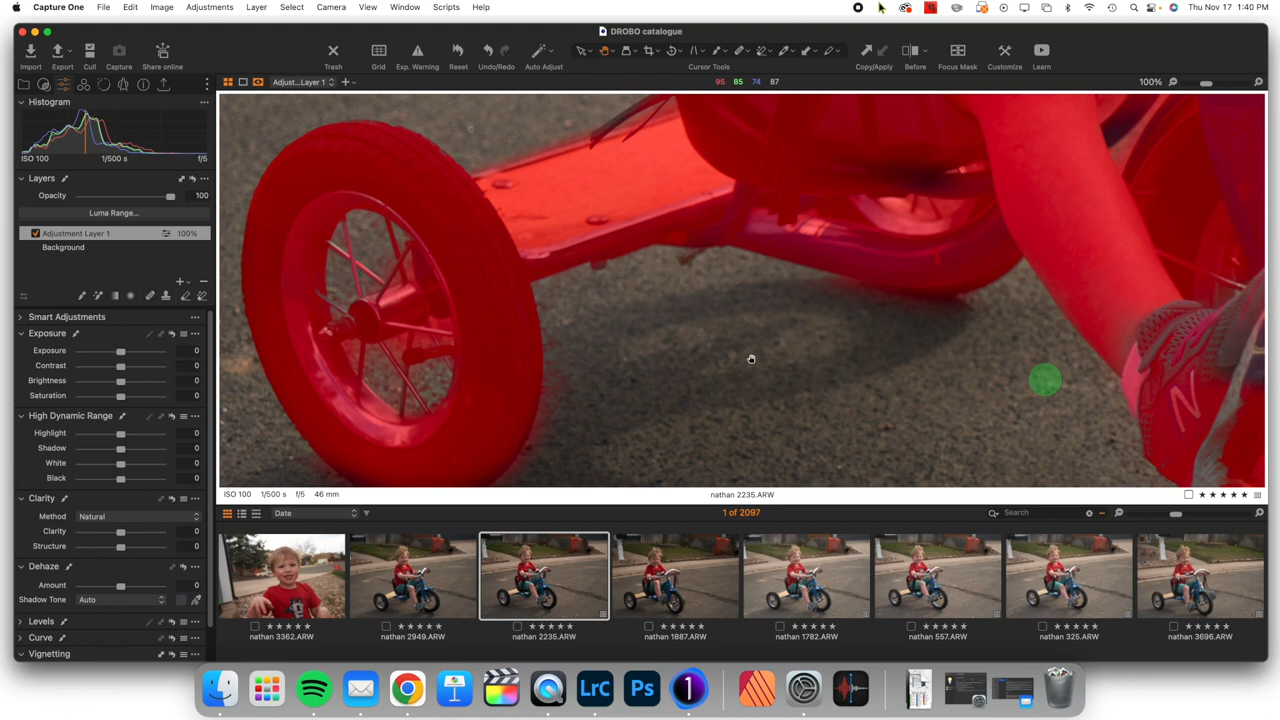 Capture One File Edit Image Adjustments Layer Select Camera View Window Scripts Help Thu Nov 17 1:40 PM
DROBO catalogue
Import Export Cull Capture Share online Trash Grid Exp. Warning Reset Undo/Redo Auto Adjust Cursor Tools Copy/Apply Before Focus Mask Customize Learn
Adjust...Layer 1 95 85 74 87 100%
Histogram
ISO 100 1/500 s f/5
Layers
Opacity 100
Luma Range...
Adjustment Layer 1 100%
Background
Smart Adjustments
Exposure
Exposure 0
Contrast 0
Brightness 0
Saturation 0
High Dynamic Range
Highlight 0
Shadow 0
White 0
Black 0
Clarity
Method Natural
Clarity 0
Structure 0
Dehaze
Amount 0
Shadow Tone Auto
Levels
Curve
Vignetting
N
ISO 100 1/500 s f/5 46 mm nathan 2235.ARW
Date 1 of 2097 Search
nathan 3362.ARW nathan 2949.ARW nathan 2235.ARW nathan 1887.ARW nathan 1782.ARW nathan 557.ARW nathan 325.ARW nathan 3696.ARW
LrC Ps 1